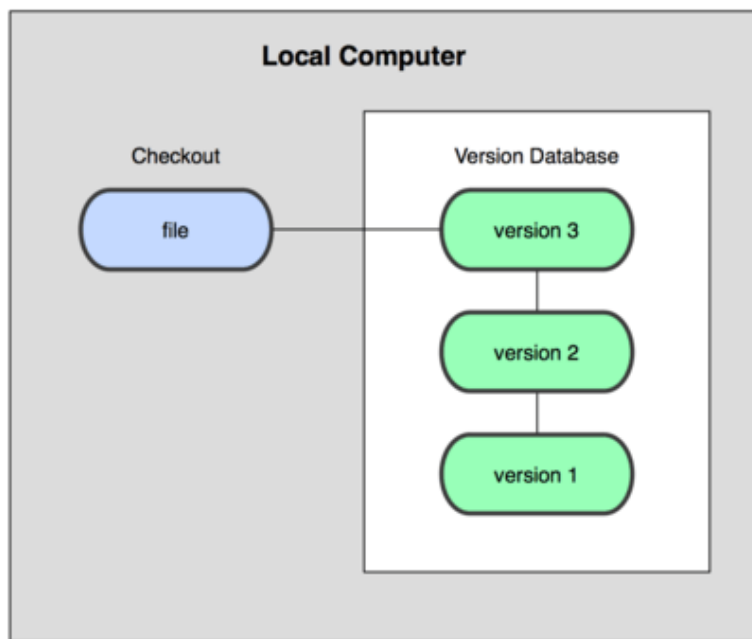 Local Computer
Checkout
Version Database
file
version 3
version 2
version 1